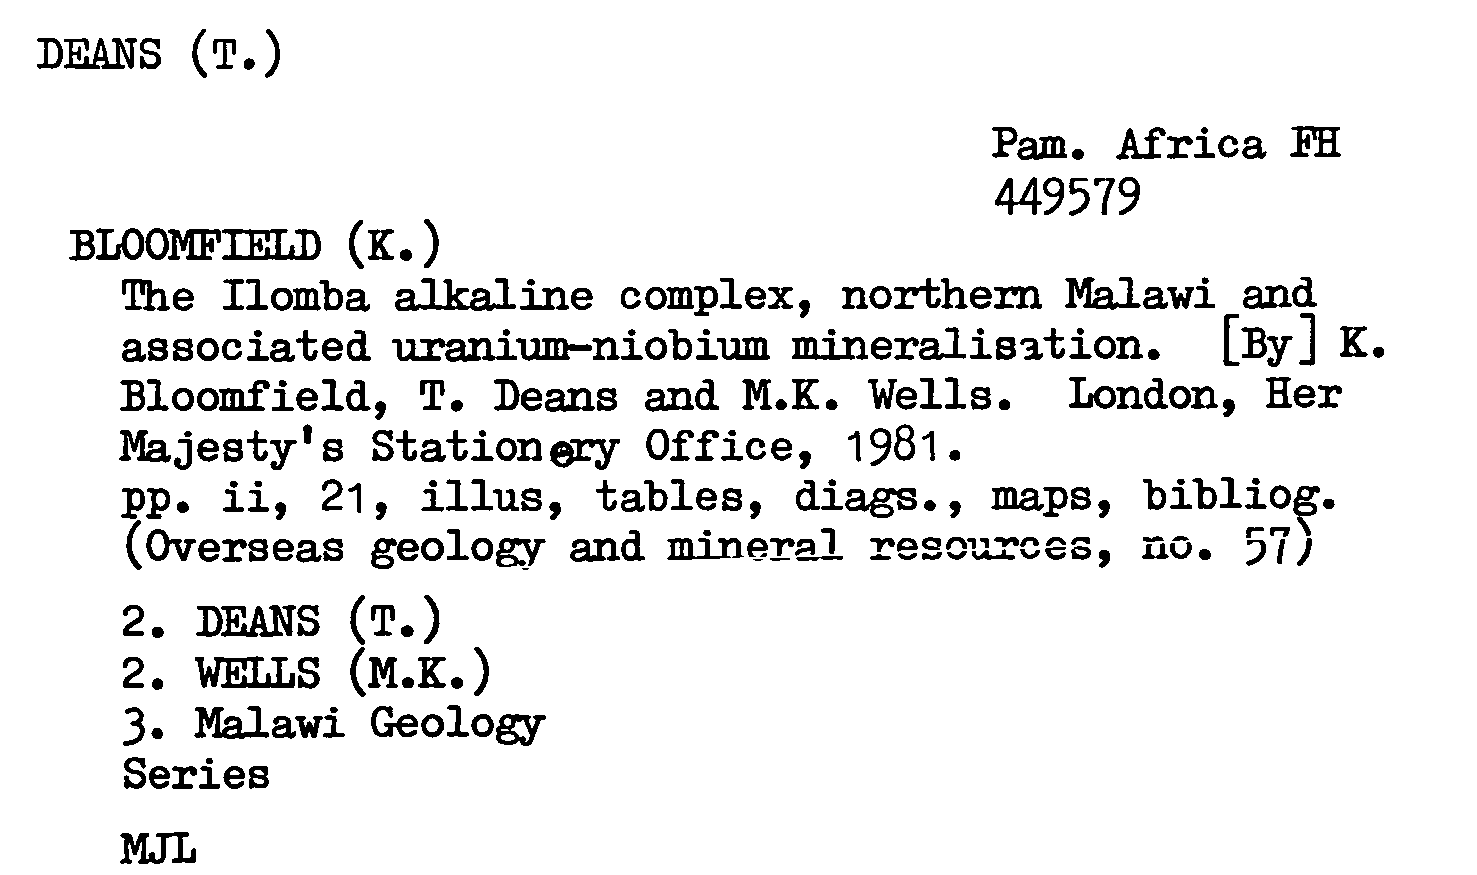 DEANS (T.)
Pam. Africa FH
449579
BLOOMFIELD (K.)
The Ilomba alkaline complex, northern Malawi and
associated uranium-niobium mineralisation. [By] K.
Bloomfield, T. Deans and M.K. Wells. London, Her
Majesty's Stationery Office, 1981.
pp. ii, 21, illus, tables, diags., maps, bibliog.
(Overseas geology and mineral resources, no. 57)
2. DEANS (T.)
2. WELLS (M.K.)
3. Malawi Geology
Series
MJL